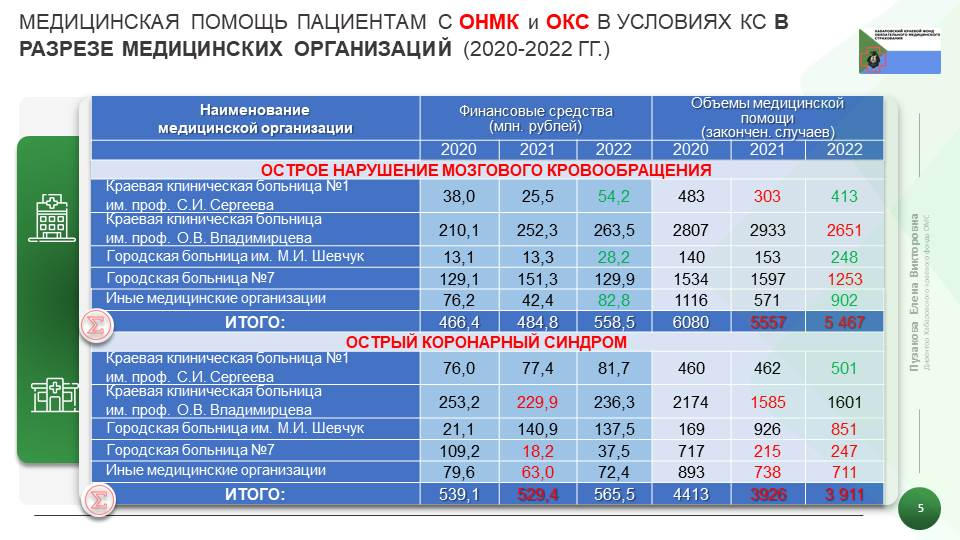 МЕДИЦИНСКАЯ ПОМОЩЬ ПАЦИЕНТАМ С ОНМК и ОКС В УСЛОВИЯХ КС В
РАЗРЕЗЕ МЕДИЦИНСКИХ ОРГАНИЗАЦИЙ (2020-2022 ГГ.)
ХАБАРОВСКИЙ КРАЕВОЙ ФОНД
ОБЯЗАТЕЛЬНОГО МЕДИЦИНСКОГО
СТРАХОВАНИЯ
Наименование
медицинской организации
Финансовые средства
(млн. рублей)
Объемы медицинской
помощи
(закончен. случаев)
2020 2021 2022 2020 2021 2022
ОСТРОЕ НАРУШЕНИЕ МОЗГОВОГО КРОВООБРАЩЕНИЯ
Краевая клиническая больница №1
им. проф. С.И. Сергеева
38,0 25,5 54,2 483 303 413
Краевая клиническая больница
им. проф. О.В. Владимирцева
210,1 252,3 263,5 2807 2933 2651
Городская больница им. М.И. Шевчук 13,1 13,3 28,2 140 153 248
Городская больница №7 129,1 151,3 129,9 1534 1597 1253
Иные медицинские организации 76,2 42,4 82,8 1116 571 902
Σ ИТОГО: 466,4 484,8 558,5 6080 5557 5 467
ОСТРЫЙ КОРОНАРНЫЙ СИНДРОМ
Краевая клиническая больница №1
им. проф. С.И. Сергеева
76,0 77,4 81,7 460 462 501
Краевая клиническая больница
им. проф. О.В. Владимирцева
253,2 229,9 236,3 2174 1585 1601
Городская больница им. М.И. Шевчук 21,1 140,9 137,5 169 926 851
Городская больница №7 109,2 18,2 37,5 717 215 247
Иные медицинские организации 79,6 63,0 72,4 893 738 711
Σ ИТОГО: 539,1 529,4 565,5 4413 3926 3 911
Пузакова Елена Викторовна
Директор Хабаровского краевого фонда ОМС
5